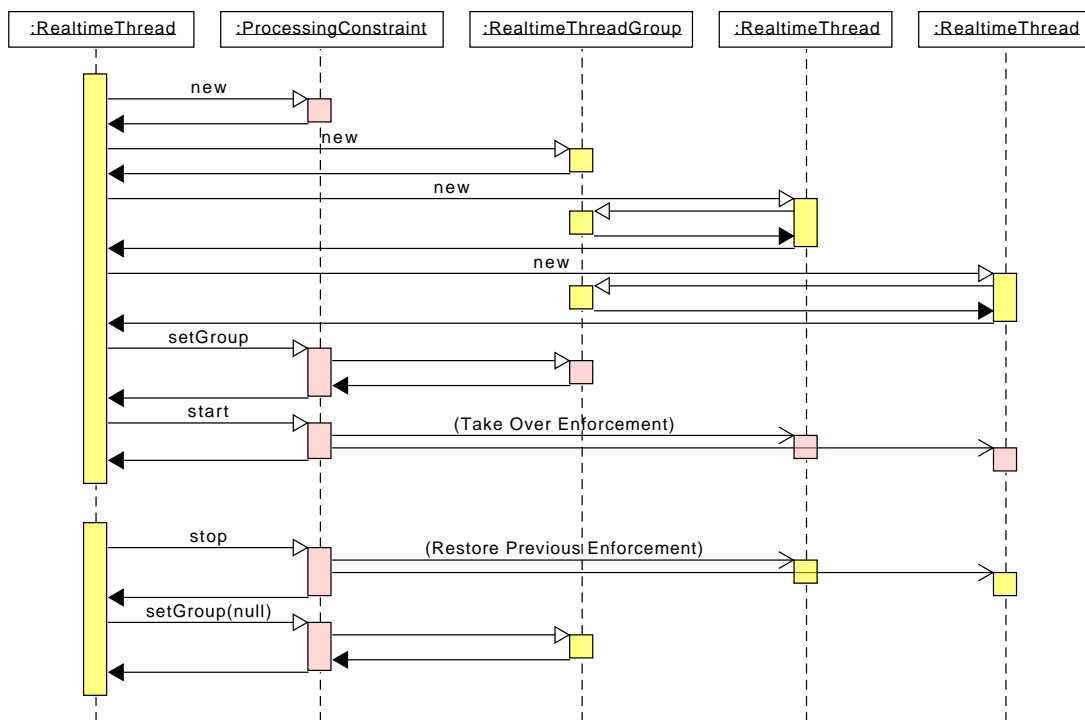 :RealtimeThread
:ProcessingConstraint
:RealtimeThreadGroup
:RealtimeThread
:RealtimeThread
new
new
new
new
setGroup
start
(Take Over Enforcement)
stop
(Restore Previous Enforcement)
setGroup(null)